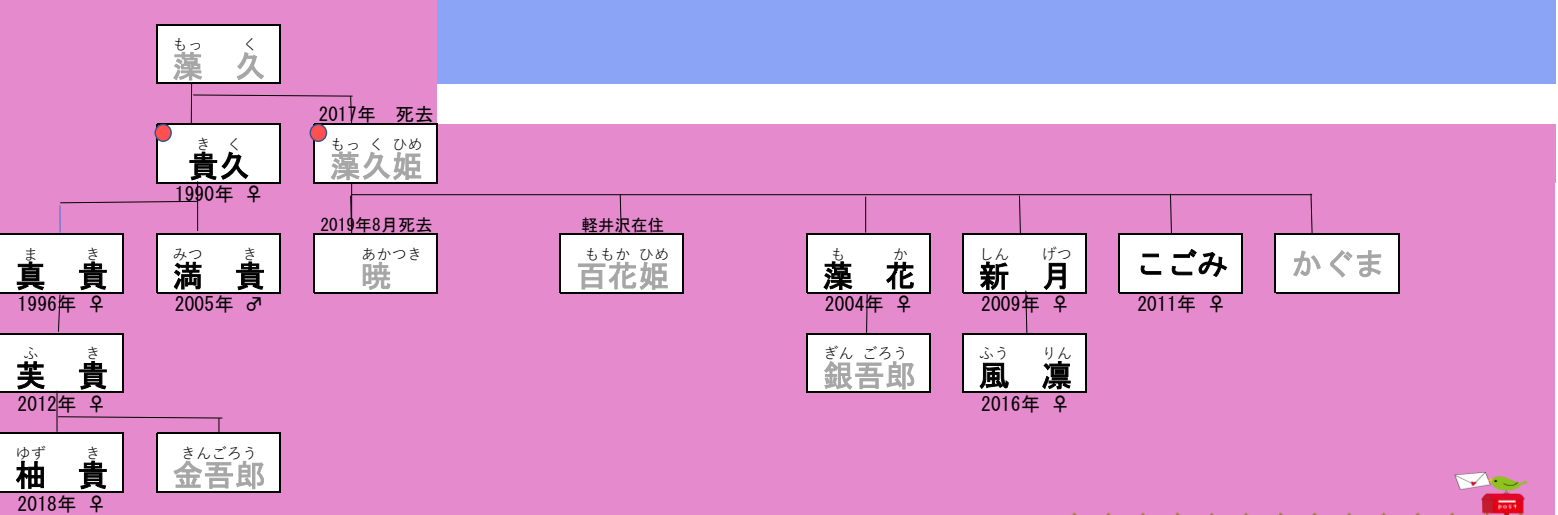 もっ く
藻 久
2017年 死去
き く
貴久
もっ く ひめ
藻久姫
1990年 ♀
2019年8月死去
軽井沢在住
ま き
真 貴
みつ き
満 貴
あかつき
暁
ももか ひめ
百花姫
も か
藻 花
しん げつ
新 月
こごみ
かぐま
1996年 ♀
2005年 ♂
2004年 ♀
2009年 ♀
2011年 ♀
ふ き
芙 貴
ぎん ごろう
銀吾郎
ふう りん
風 凛
2012年 ♀
2016年 ♀
ゆず き
柚 貴
きんごろう
金吾郎
2018年 ♀
post